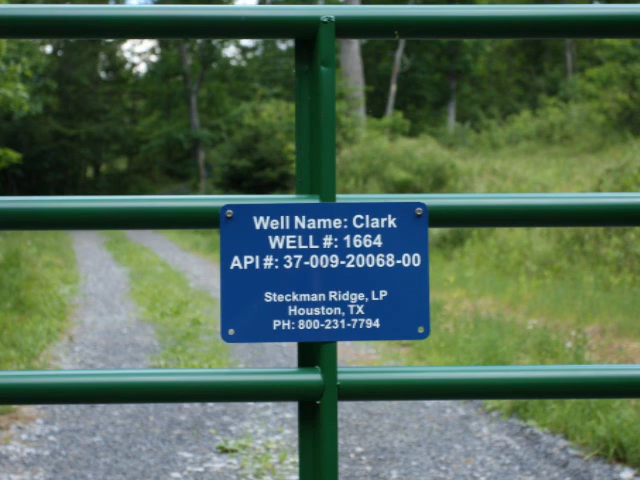 Well Name: Clark
WELL #: 1664
API #: 37-009-20068-00
Steckman Ridge, LP
Houston, TX
PH: 800-231-7794